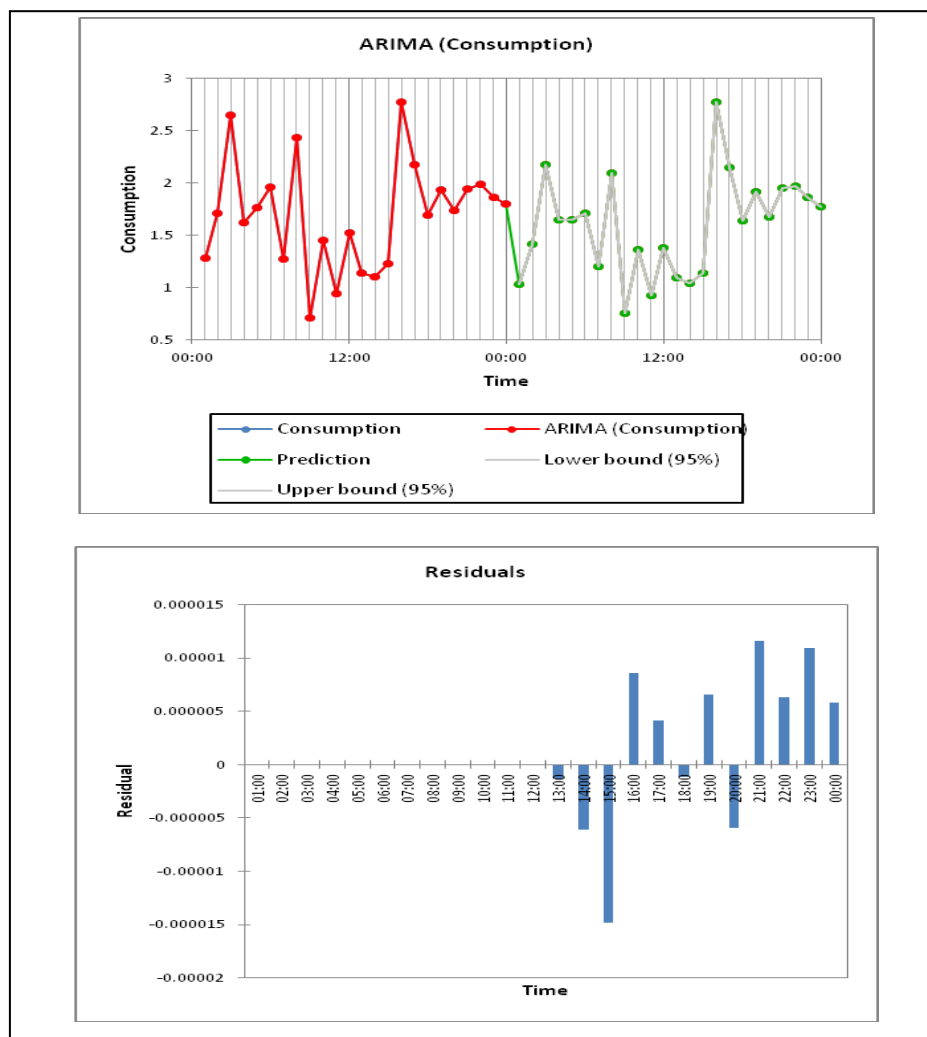 ARIMA (Consumption)
3
2.5
2
1.5
1
0.5
Consumption
00:00 12:00 00:00 12:00 00:00
Time
Consumption ARIMA (Consumption)
Prediction Lower bound (95%)
Upper bound (95%)
Residuals
0.000015
0.00001
0.000005
0
-0.000005
-0.00001
-0.000015
-0.00002
Residual
01:00 02:00 03:00 04:00 05:00 06:00 07:00 08:00 09:00 10:00 11:00 12:00 13:00 14:00 15:00 16:00 17:00 18:00 19:00 20:00 21:00 22:00 23:00 00:00
Time